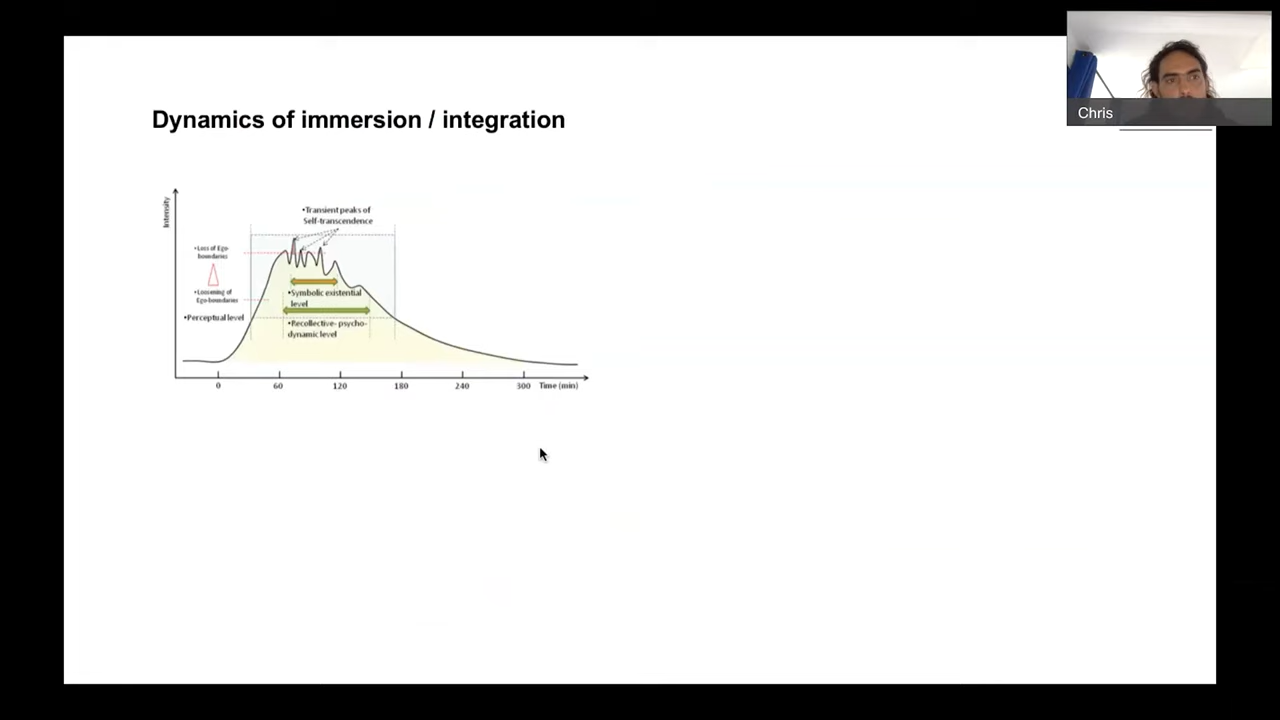 Chris
Dynamics of immersion / integration
Intensity
•Transient peaks of
Self-transcendence
•Loss of Ego-
boundaries
•Loosening of
Ego-boundaries
•Perceptual level
•Symbolic existential
level
•Recollective- psycho-
dynamic level
0 60 120 180 240 300 Time (min)